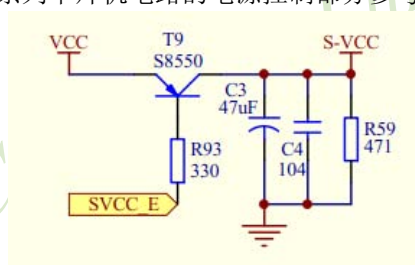 VCC
T9
S-VCC
S8550
C3
47uF
R59
471
C4
104
R93
330
SVCC_E